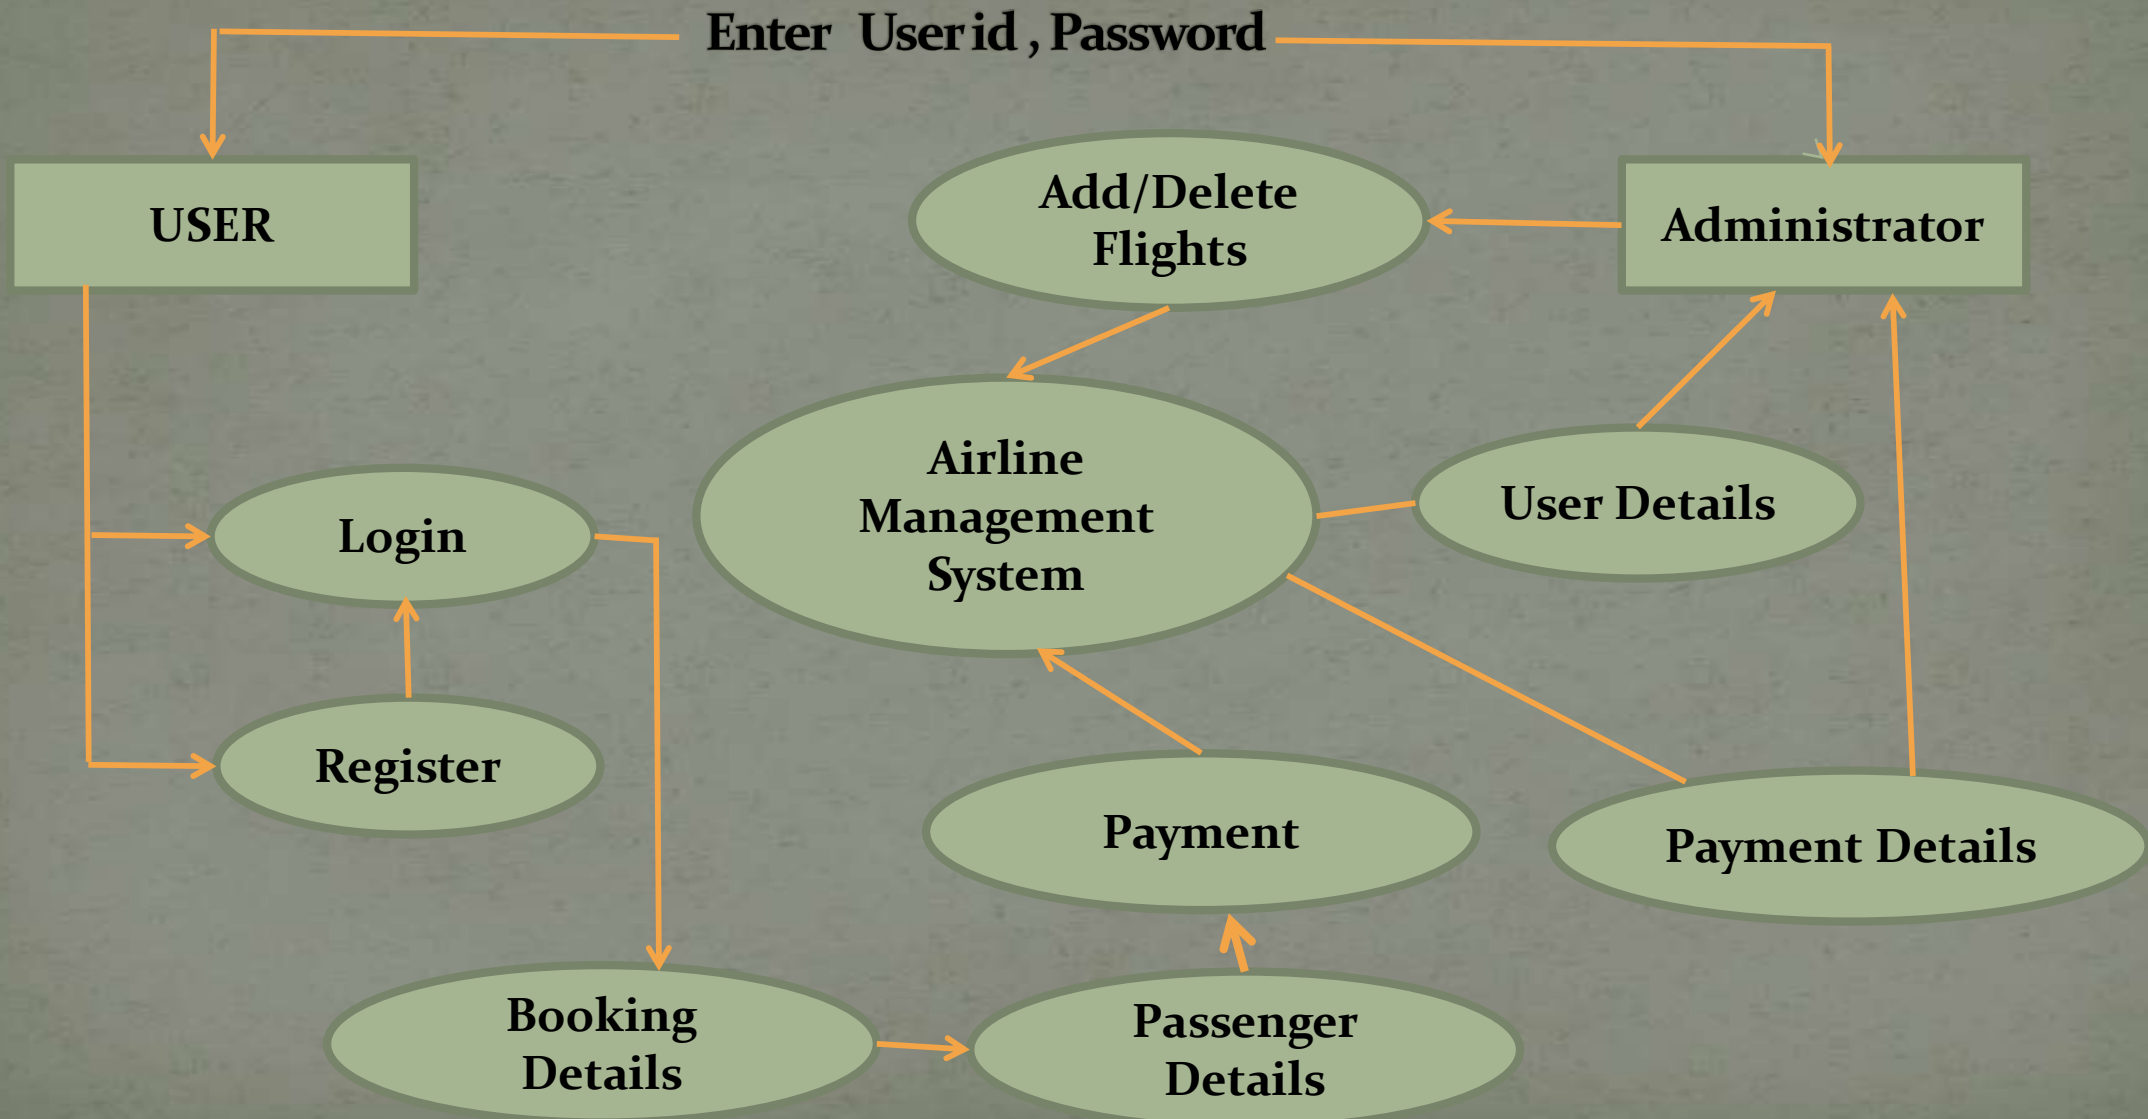 Enter User id , Password
USER
Add/Delete
Flights
Administrator
Airline
Management
System
User Details
Login
Register
Payment
Payment Details
Booking
Details
Passenger
Details